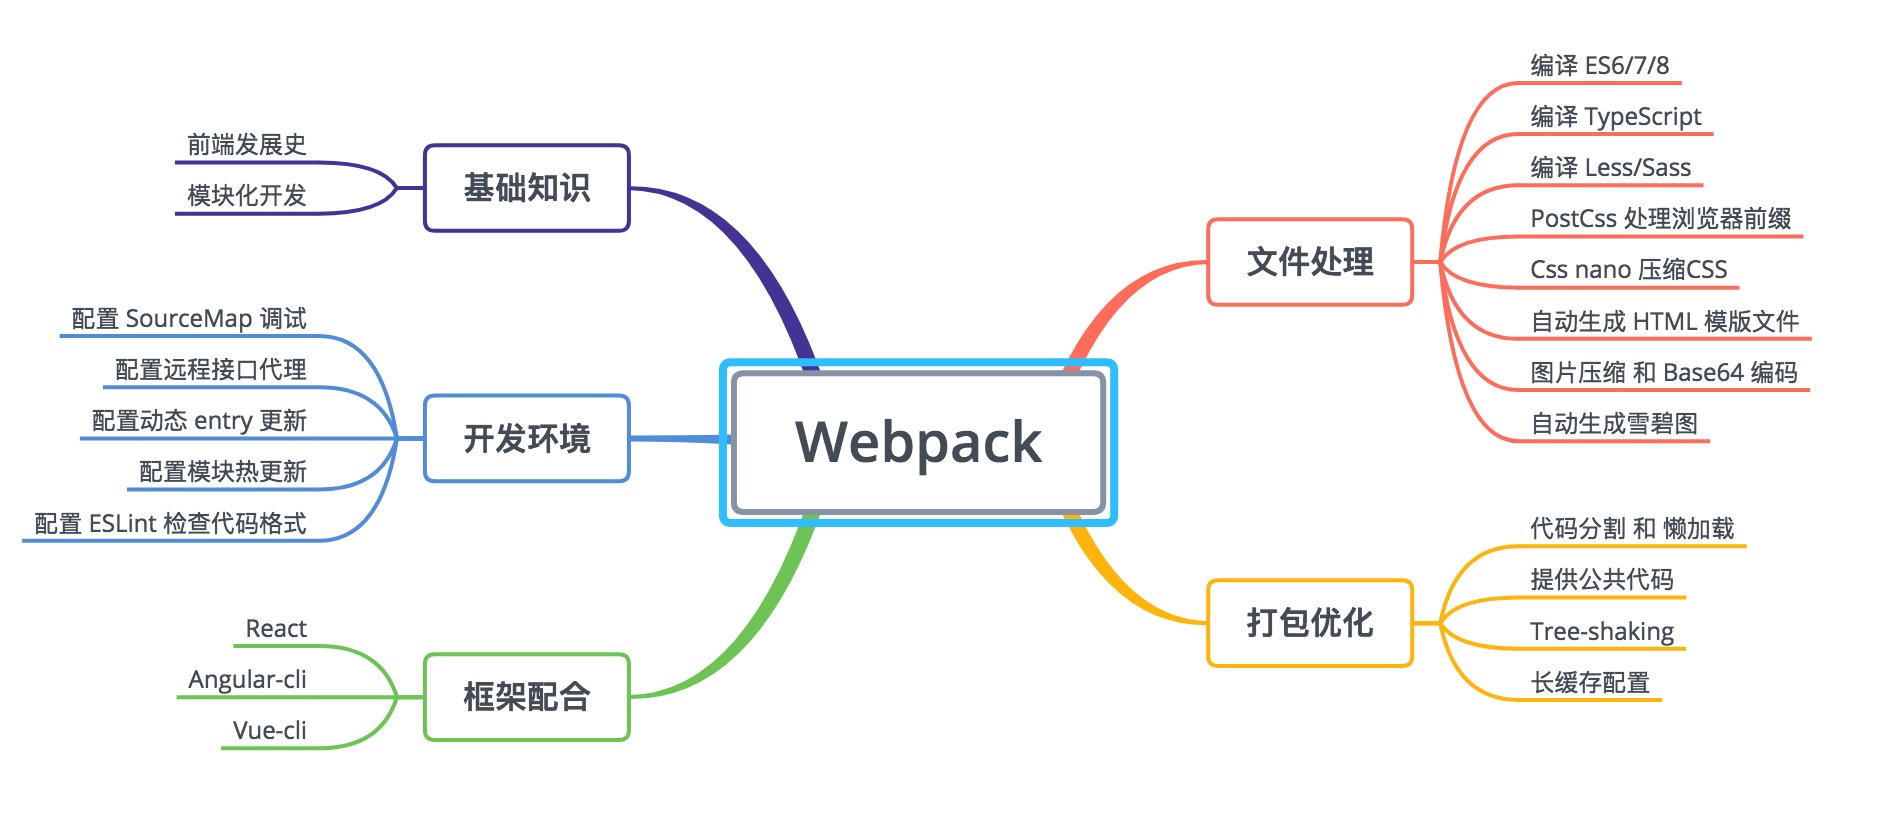 Webpack
基础知识
前端发展史
模块化开发
开发环境
配置 SourceMap 调试
配置远程接口代理
配置动态 entry 更新
配置模块热更新
配置 ESLint 检查代码格式
框架配合
React
Angular-cli
Vue-cli
文件处理
编译 ES6/7/8
编译 TypeScript
编译 Less/Sass
PostCss 处理浏览器前缀
Css nano 压缩CSS
自动生成 HTML 模版文件
图片压缩 和 Base64 编码
自动生成雪碧图
打包优化
代码分割 和 懒加载
提供公共代码
Tree-shaking
长缓存配置